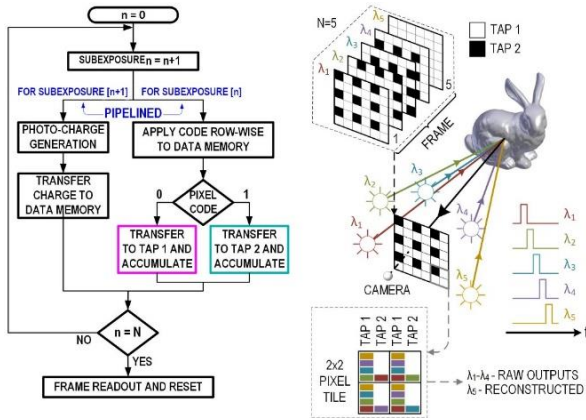 n = 0
SUBEXPOSURE n = n+1
FOR SUBEXPOSURE [n+1]
FOR SUBEXPOSURE [n]
PIPELINED
PHOTO-CHARGE
GENERATION
APPLY CODE ROW-WISE
TO DATA MEMORY
TRANSFER
CHARGE TO
DATA MEMORY
0
PIXEL
CODE
1
TRANSFER
TO TAP 1 AND
ACCUMULATE
TRANSFER
TO TAP 2 AND
ACCUMULATE
n = N
NO
YES
FRAME READOUT AND RESET
N=5
λ5
λ4
λ3
λ2
λ1
5
1
FRAME
TAP 1
TAP 2
λ2
λ3
λ1
λ4
λ5
CAMERA
λ1
λ2
λ3
λ4
λ5
t
TAP 1
TAP 2
TAP 1
TAP 2
2x2
PIXEL
TILE
λ1-λ4 - RAW OUTPUTS
λ5 - RECONSTRUCTED